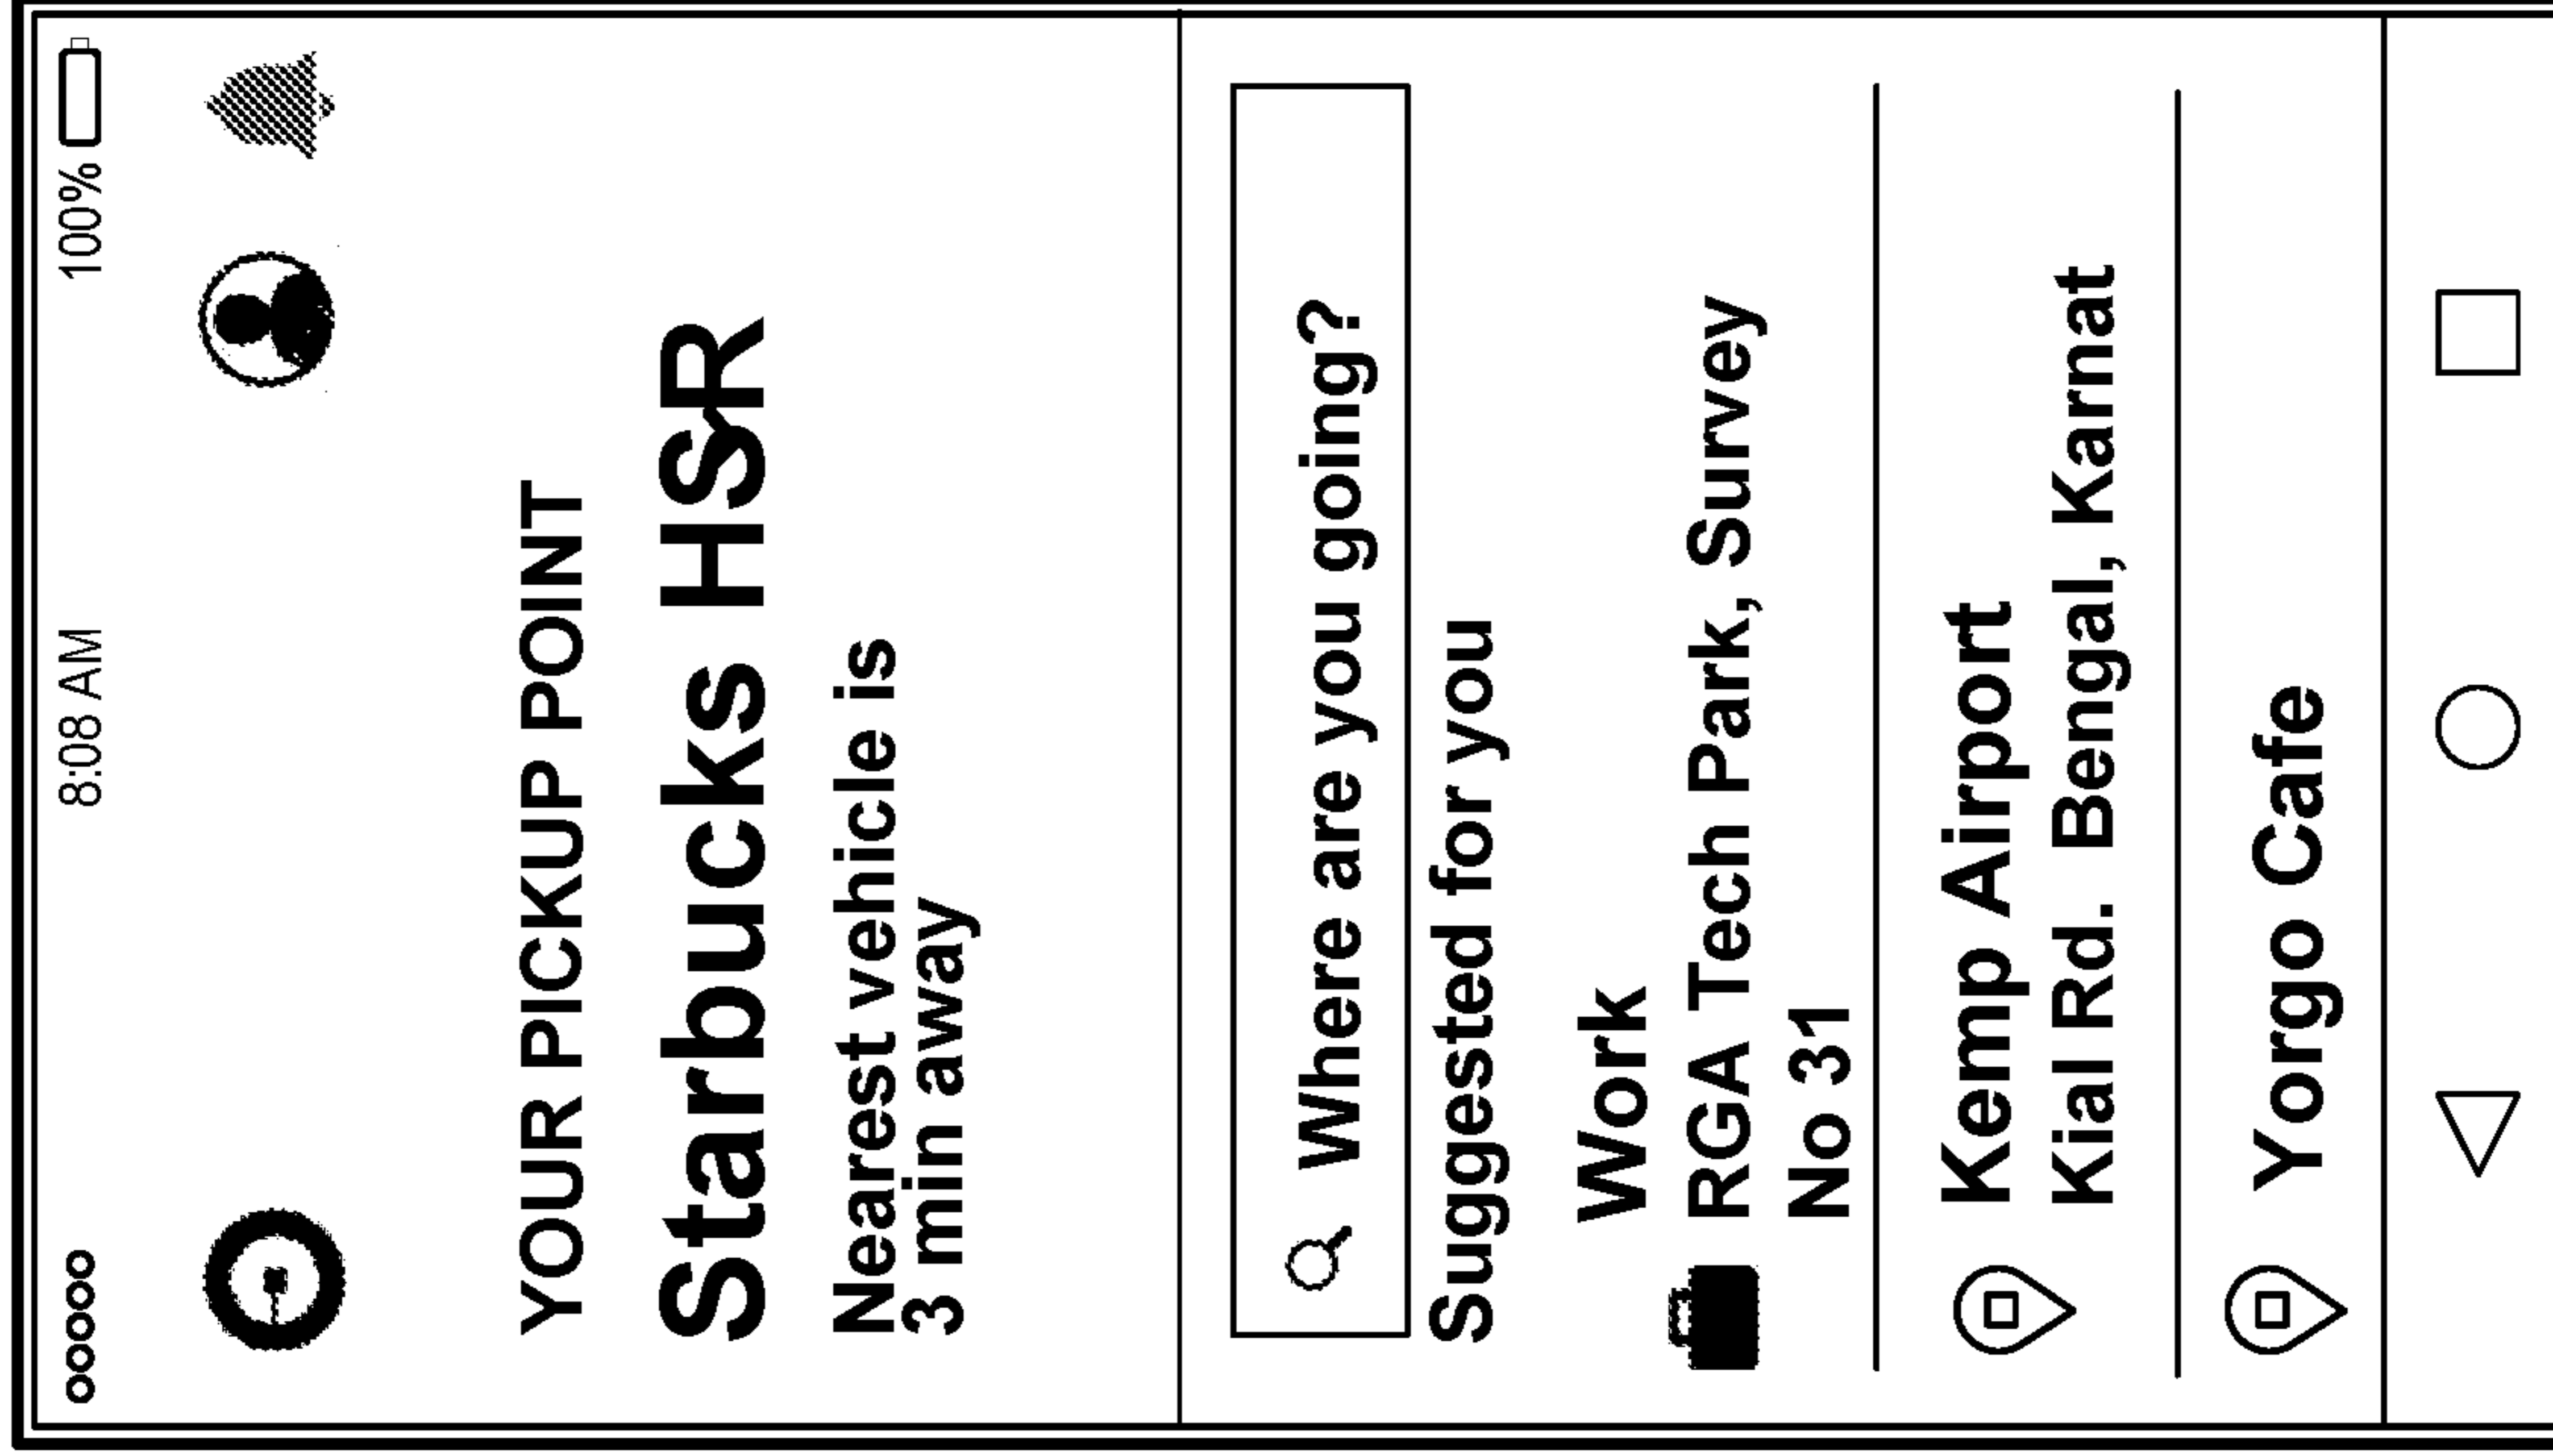 8:08 AM
100%
YOUR PICKUP POINT
Starbucks HSR
Nearest vehicle is
3 min away
Where are you going?
Suggested for you
Work
RGA Tech Park, Survey
No 31
Kemp Airport
Kial Rd. Bengal, Karnat
Yorgo Cafe